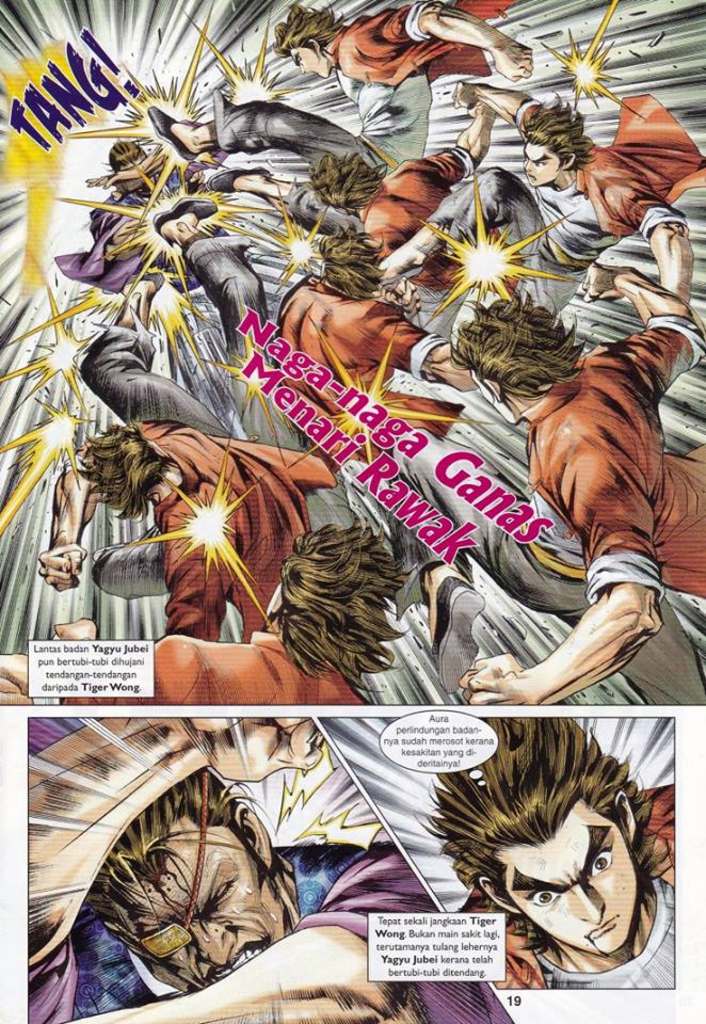 TANG!
Naga-naga Ganas
Menari Rawak
Lantas badan Yagyu Jubei
pun bertubi-tubi dihujani
tendangan-tendangan
daripada Tiger Wong.
Aura
perlindungan badan-
nya sudah merosot kerana
kesakitan yang di-
deritainya!
Tepat sekali jangkaan Tiger
Wong. Bukan main sakit lagi,
terutamanya tulang lehernya
Yagyu Jubei kerana telah
bertubi-tubi ditendang.
19